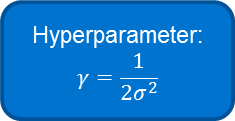 Hyperparameter:
γ = 1/(2σ²)